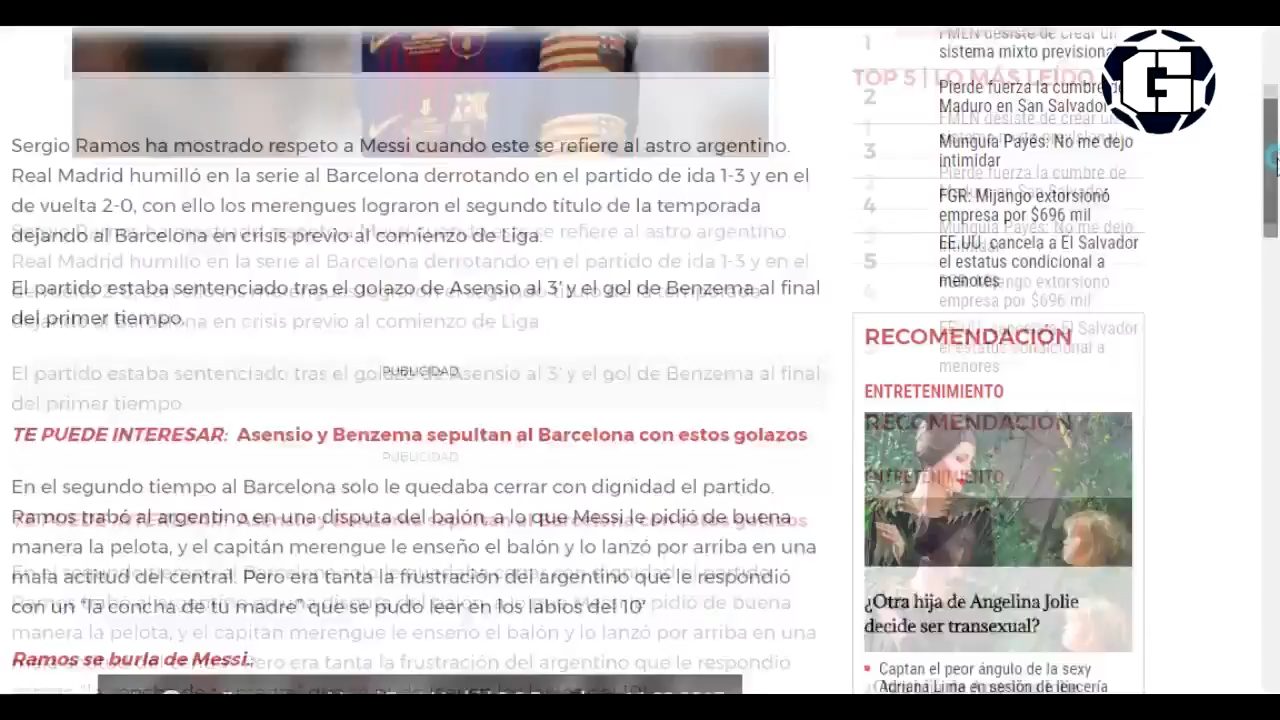 Sergio Ramos ha mostrado respeto a Messi cuando este se refiere al astro argentino.
Real Madrid humilló en la serie al Barcelona derrotando en el partido de ida 1-3 y en el
de vuelta 2-0, con ello los merengues lograron el segundo título de la temporada
dejando al Barcelona en crisis previo al comienzo de Liga.
El partido estaba sentenciado tras el golazo de Asensio al 3' y el gol de Benzema al final
del primer tiempo.
PUBLICIDAD
TE PUEDE INTERESAR: Asensio y Benzema sepultan al Barcelona con estos golazos
En el segundo tiempo al Barcelona solo le quedaba cerrar con dignidad el partido.
Ramos trabó al argentino en una disputa del balón, a lo que Messi le pidió de buena
manera la pelota, y el capitán merengue le enseño el balón y lo lanzó por arriba en una
mala actitud del central. Pero era tanta la frustración del argentino que le respondió
con un "la concha de tu madre" que se pudo leer en los labios del 10'
Ramos se burla de Messi.
TOP 5 | LO MÁS LEÍDO
1 FMLN desiste de crear un
sistema mixto previsional
2 Pierde fuerza la cumbre de
Maduro en San Salvador
3 Munguía Payés: No me dejo
intimidar
4 FGR: Mijango extorsionó
empresa por $696 mil
5 EE.UU. cancela a El Salvador
el estatus condicional a
menores
RECOMENDACIÓN
ENTRETENIMIENTO
¿Otra hija de Angelina Jolie
decide ser transexual?
Captan el peor ángulo de la sexy
Adriana Lima en sesión de lencería
G